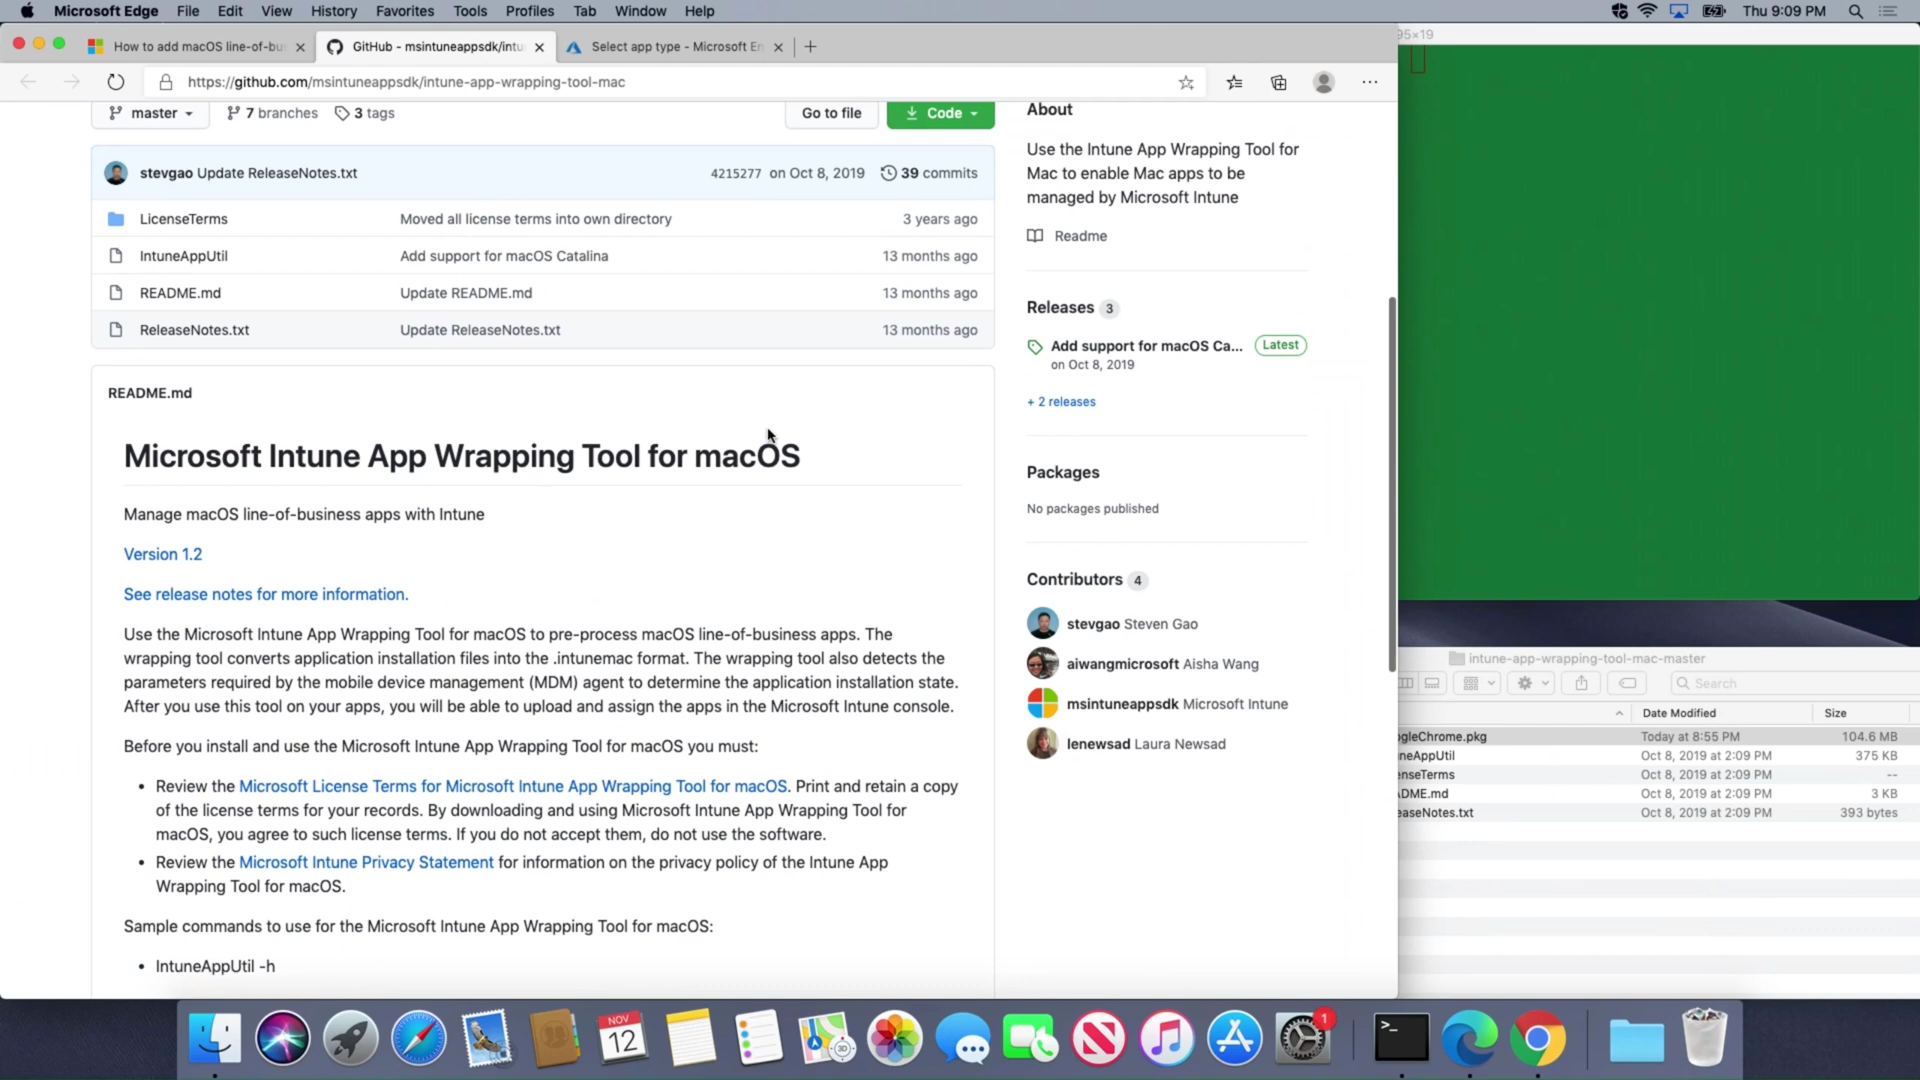 Microsoft Edge File Edit View History Favorites Tools Profiles Tab Window Help Thu 9:09 PM
How to add macOS line-of-bu
GitHub - msintuneappsdk/intu
Select app type - Microsoft En
95×19
https://github.com/msintuneappsdk/intune-app-wrapping-tool-mac
master 7 branches 3 tags Go to file Code
stevgao Update ReleaseNotes.txt 4215277 on Oct 8, 2019 39 commits
LicenseTerms Moved all license terms into own directory 3 years ago
IntuneAppUtil Add support for macOS Catalina 13 months ago
README.md Update README.md 13 months ago
ReleaseNotes.txt Update ReleaseNotes.txt 13 months ago
README.md
Microsoft Intune App Wrapping Tool for macOS
Manage macOS line-of-business apps with Intune
Version 1.2
See release notes for more information.
Use the Microsoft Intune App Wrapping Tool for macOS to pre-process macOS line-of-business apps. The
wrapping tool converts application installation files into the .intunemac format. The wrapping tool also detects the
parameters required by the mobile device management (MDM) agent to determine the application installation state.
After you use this tool on your apps, you will be able to upload and assign the apps in the Microsoft Intune console.
Before you install and use the Microsoft Intune App Wrapping Tool for macOS you must:
• Review the Microsoft License Terms for Microsoft Intune App Wrapping Tool for macOS. Print and retain a copy
of the license terms for your records. By downloading and using Microsoft Intune App Wrapping Tool for
macOS, you agree to such license terms. If you do not accept them, do not use the software.
• Review the Microsoft Intune Privacy Statement for information on the privacy policy of the Intune App
Wrapping Tool for macOS.
Sample commands to use for the Microsoft Intune App Wrapping Tool for macOS:
• IntuneAppUtil -h
About
Use the Intune App Wrapping Tool for
Mac to enable Mac apps to be
managed by Microsoft Intune
Readme
Releases 3
Add support for macOS Ca... Latest
on Oct 8, 2019
+ 2 releases
Packages
No packages published
Contributors 4
stevgao Steven Gao
aiwangmicrosoft Aisha Wang
msintuneappsdk Microsoft Intune
lenewsad Laura Newsad
intune-app-wrapping-tool-mac-master
Search
Date Modified Size
ogleChrome.pkg Today at 8:55 PM 104.6 MB
uneAppUtil Oct 8, 2019 at 2:09 PM 375 KB
enseTerms Oct 8, 2019 at 2:09 PM --
ADME.md Oct 8, 2019 at 2:09 PM 3 KB
easeNotes.txt Oct 8, 2019 at 2:09 PM 393 bytes
NOV
12
3D
1
>_